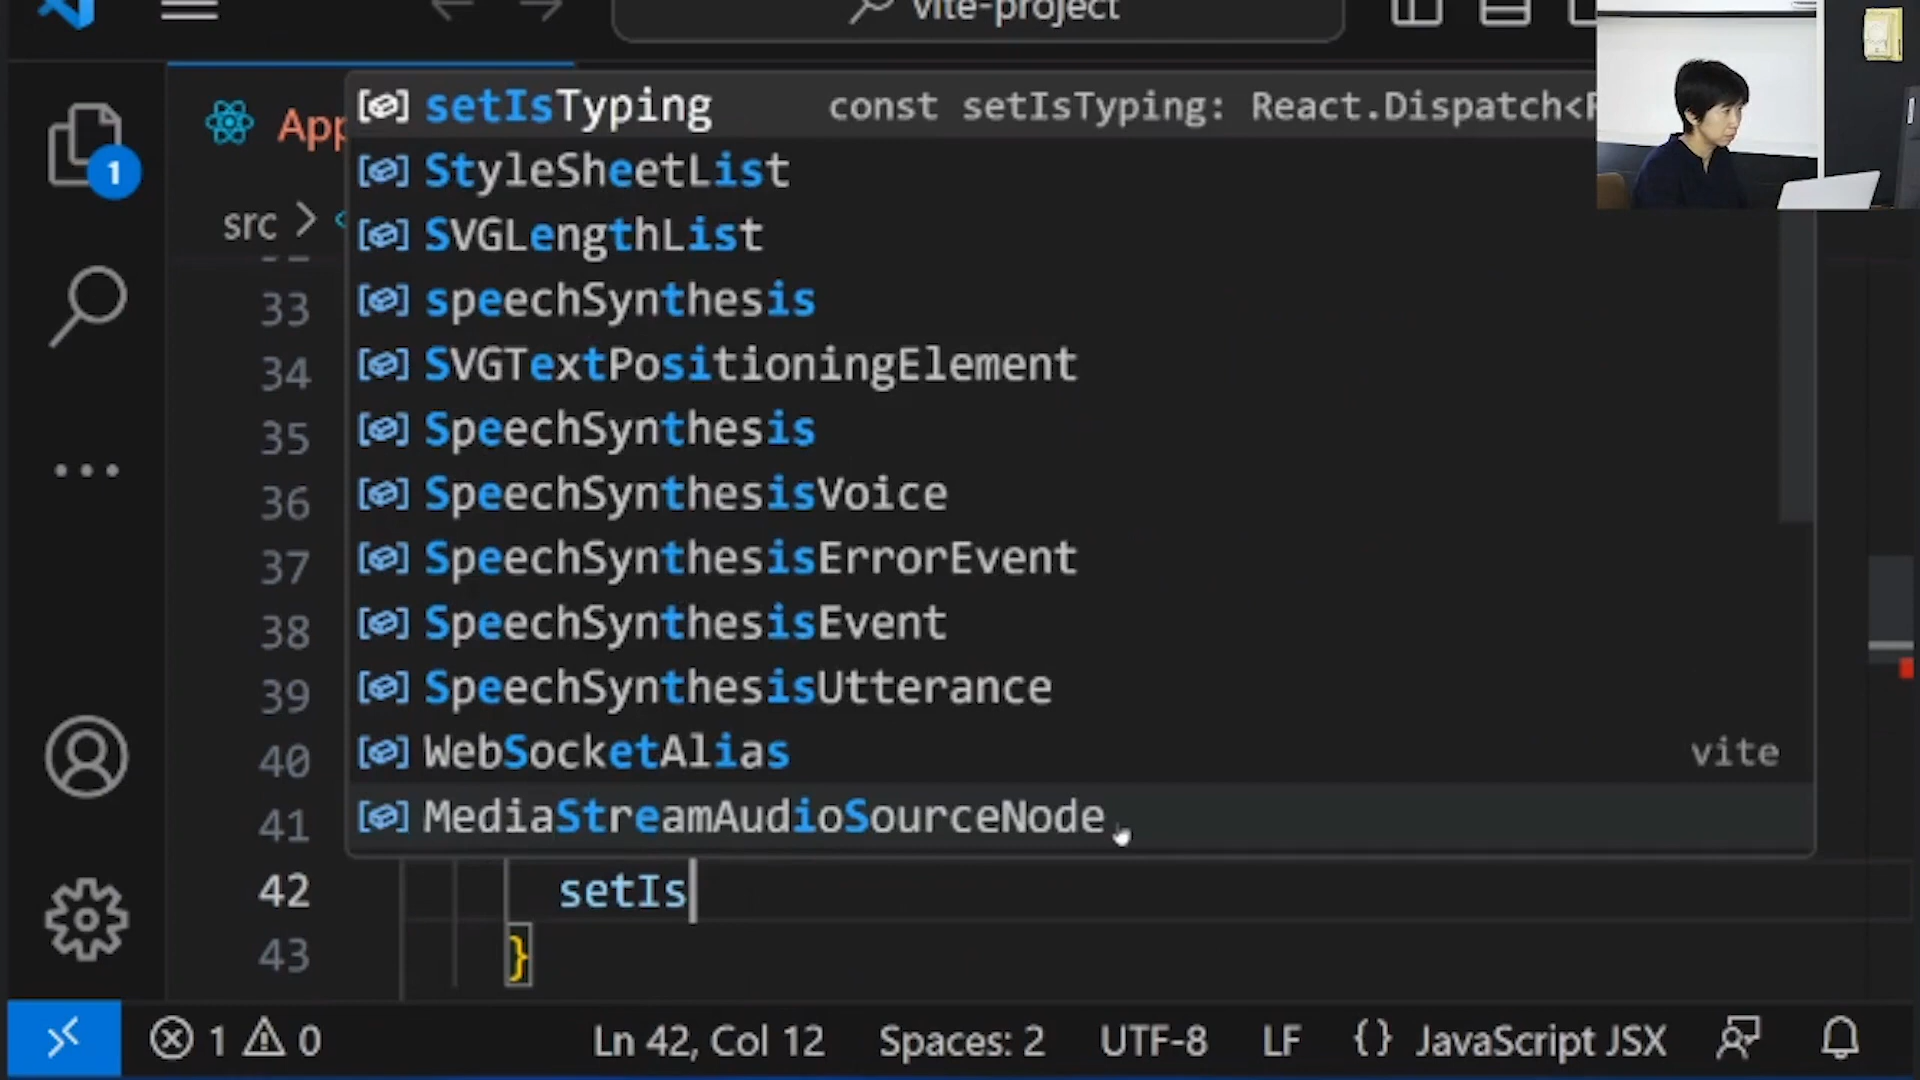 vite-project
App
setIsTyping const setIsTyping: React.Dispatch<
StyleSheetList
src >
SVGLengthList
33
speechSynthesis
34
SVGTextPositioningElement
35
SpeechSynthesis
36
SpeechSynthesisVoice
37
SpeechSynthesisErrorEvent
38
SpeechSynthesisEvent
39
SpeechSynthesisUtterance
40
WebSocketAlias vite
41
MediaStreamAudioSourceNode
42 setIs
43 }
1
1 0 Ln 42, Col 12 Spaces: 2 UTF-8 LF {} JavaScript JSX